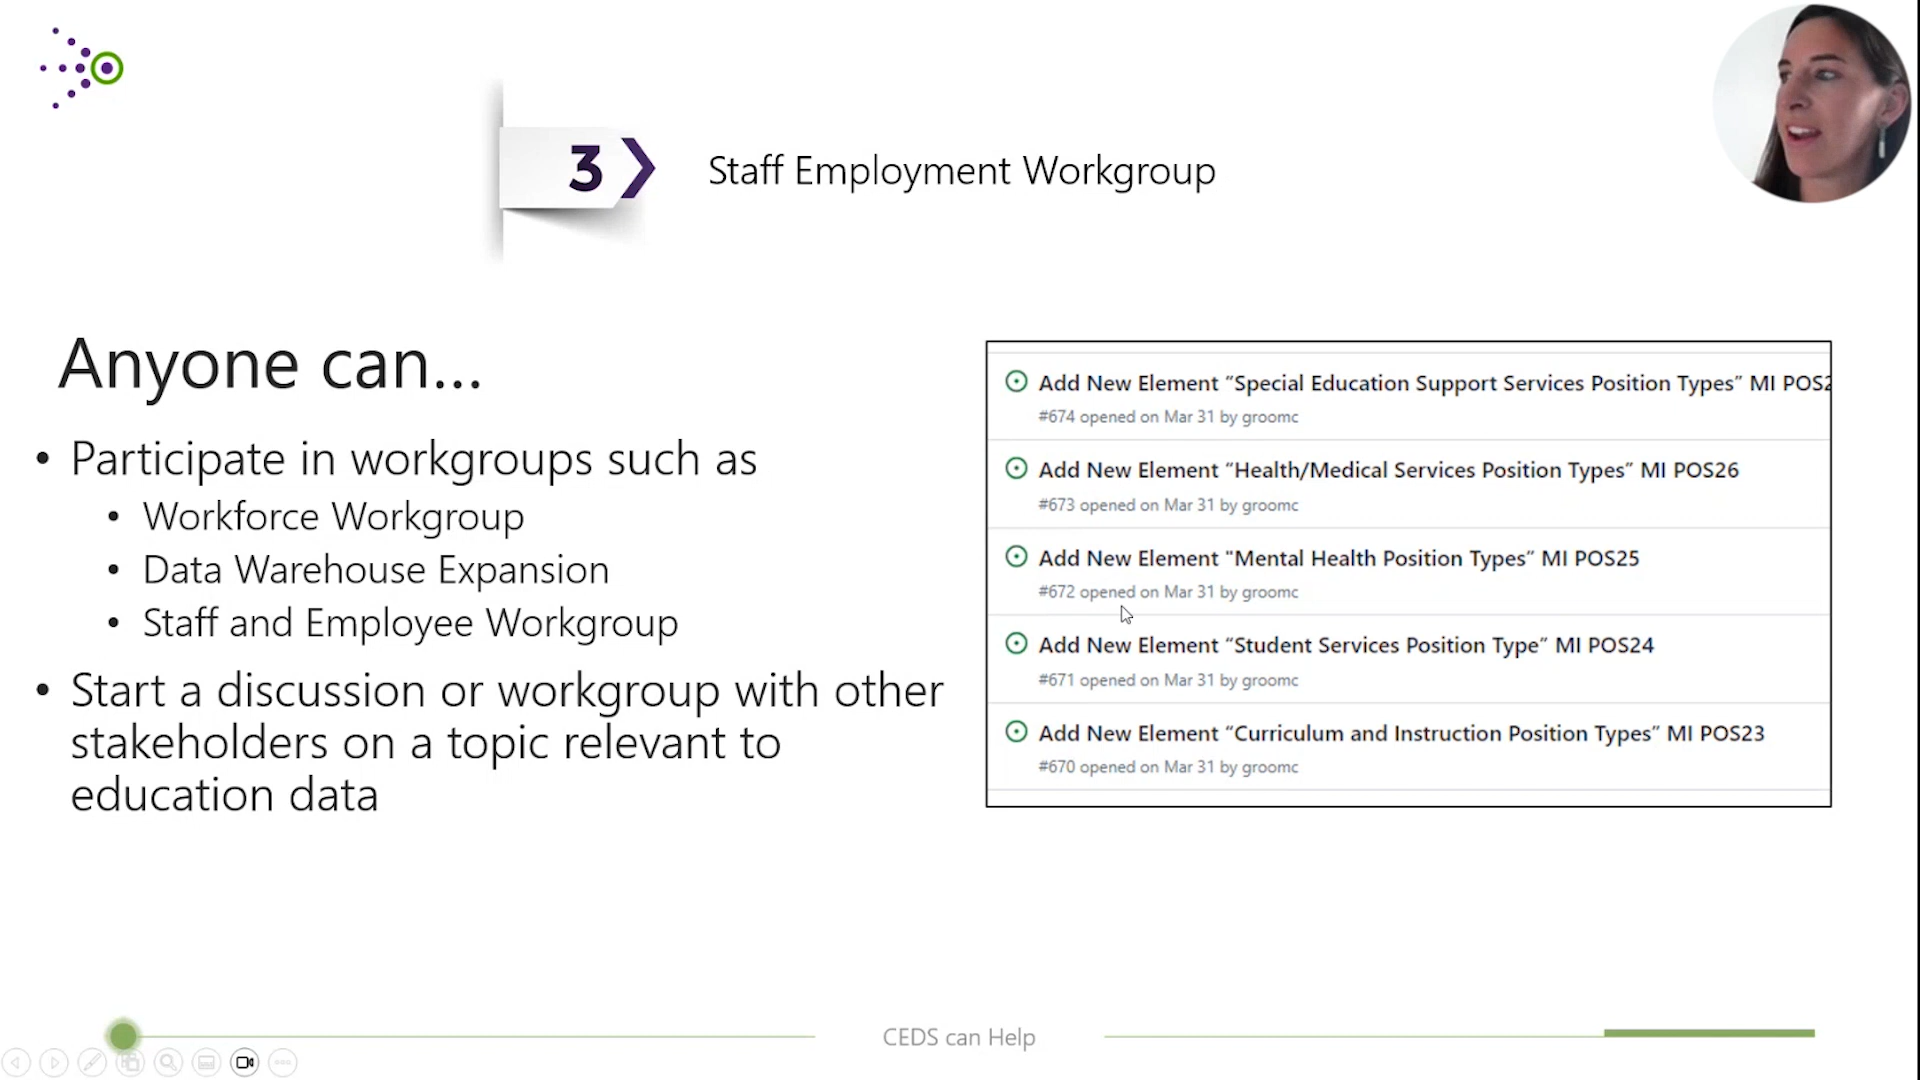 3
Staff Employment Workgroup
Anyone can...
• Participate in workgroups such as
• Workforce Workgroup
• Data Warehouse Expansion
• Staff and Employee Workgroup
• Start a discussion or workgroup with other
stakeholders on a topic relevant to
education data
Add New Element “Special Education Support Services Position Types” MI POS2
#674 opened on Mar 31 by groomc
Add New Element “Health/Medical Services Position Types” MI POS26
#673 opened on Mar 31 by groomc
Add New Element "Mental Health Position Types” MI POS25
#672 opened on Mar 31 by groomc
Add New Element “Student Services Position Type” MI POS24
#671 opened on Mar 31 by groomc
Add New Element “Curriculum and Instruction Position Types” MI POS23
#670 opened on Mar 31 by groomc
CEDS can Help